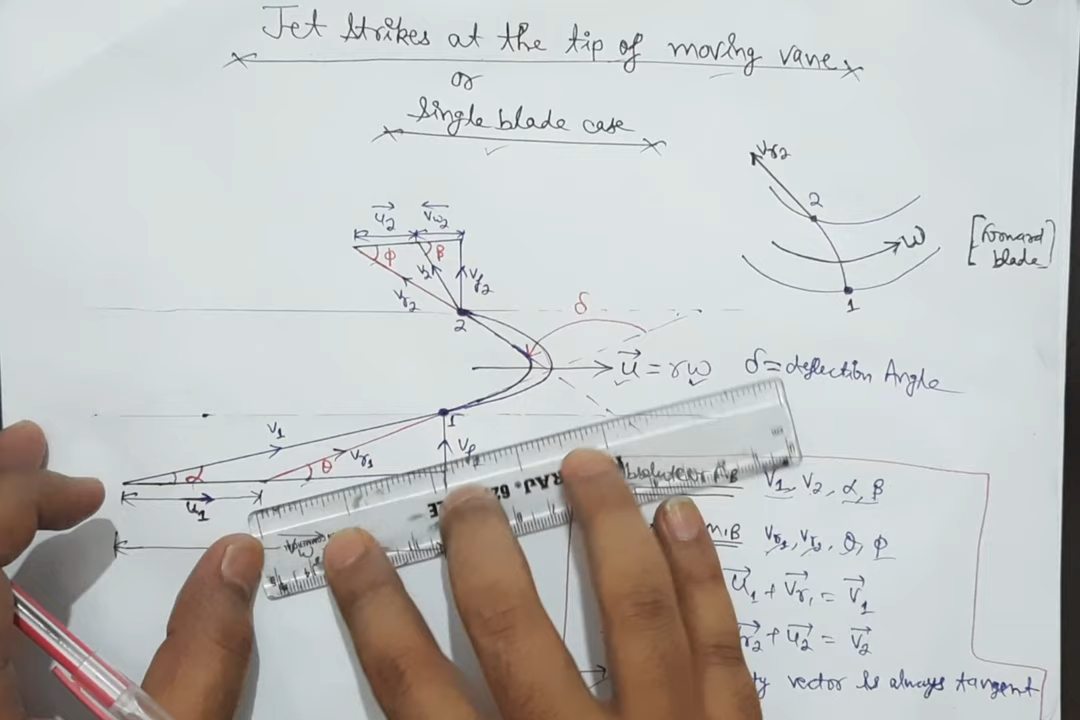 Jet strikes at the tip of moving vane
or
Single blade case
Vr2
2
ω
[Forward blade]
1
u2 Vw2
ϕ β
Vr2 V2 Vf2
2
δ
u = rω
δ = deflection Angle
1
V1
Vr1
Vf1
α
θ
u1
V1, V2, α, β
Vr1, Vr2, θ, ϕ
u1 + Vr1 = V1
+ u2 = V2
vector is always tangent